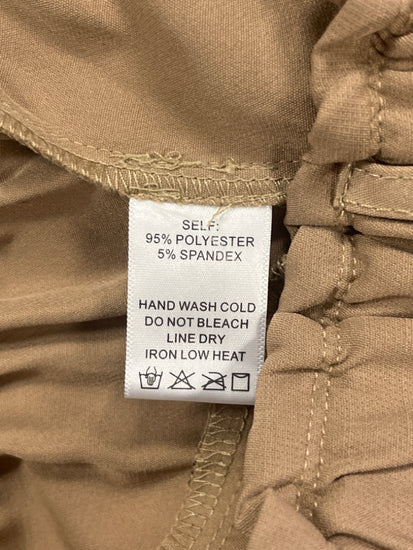 SELF:
95% POLYESTER
5% SPANDEX
HAND WASH COLD
DO NOT BLEACH
LINE DRY
IRON LOW HEAT